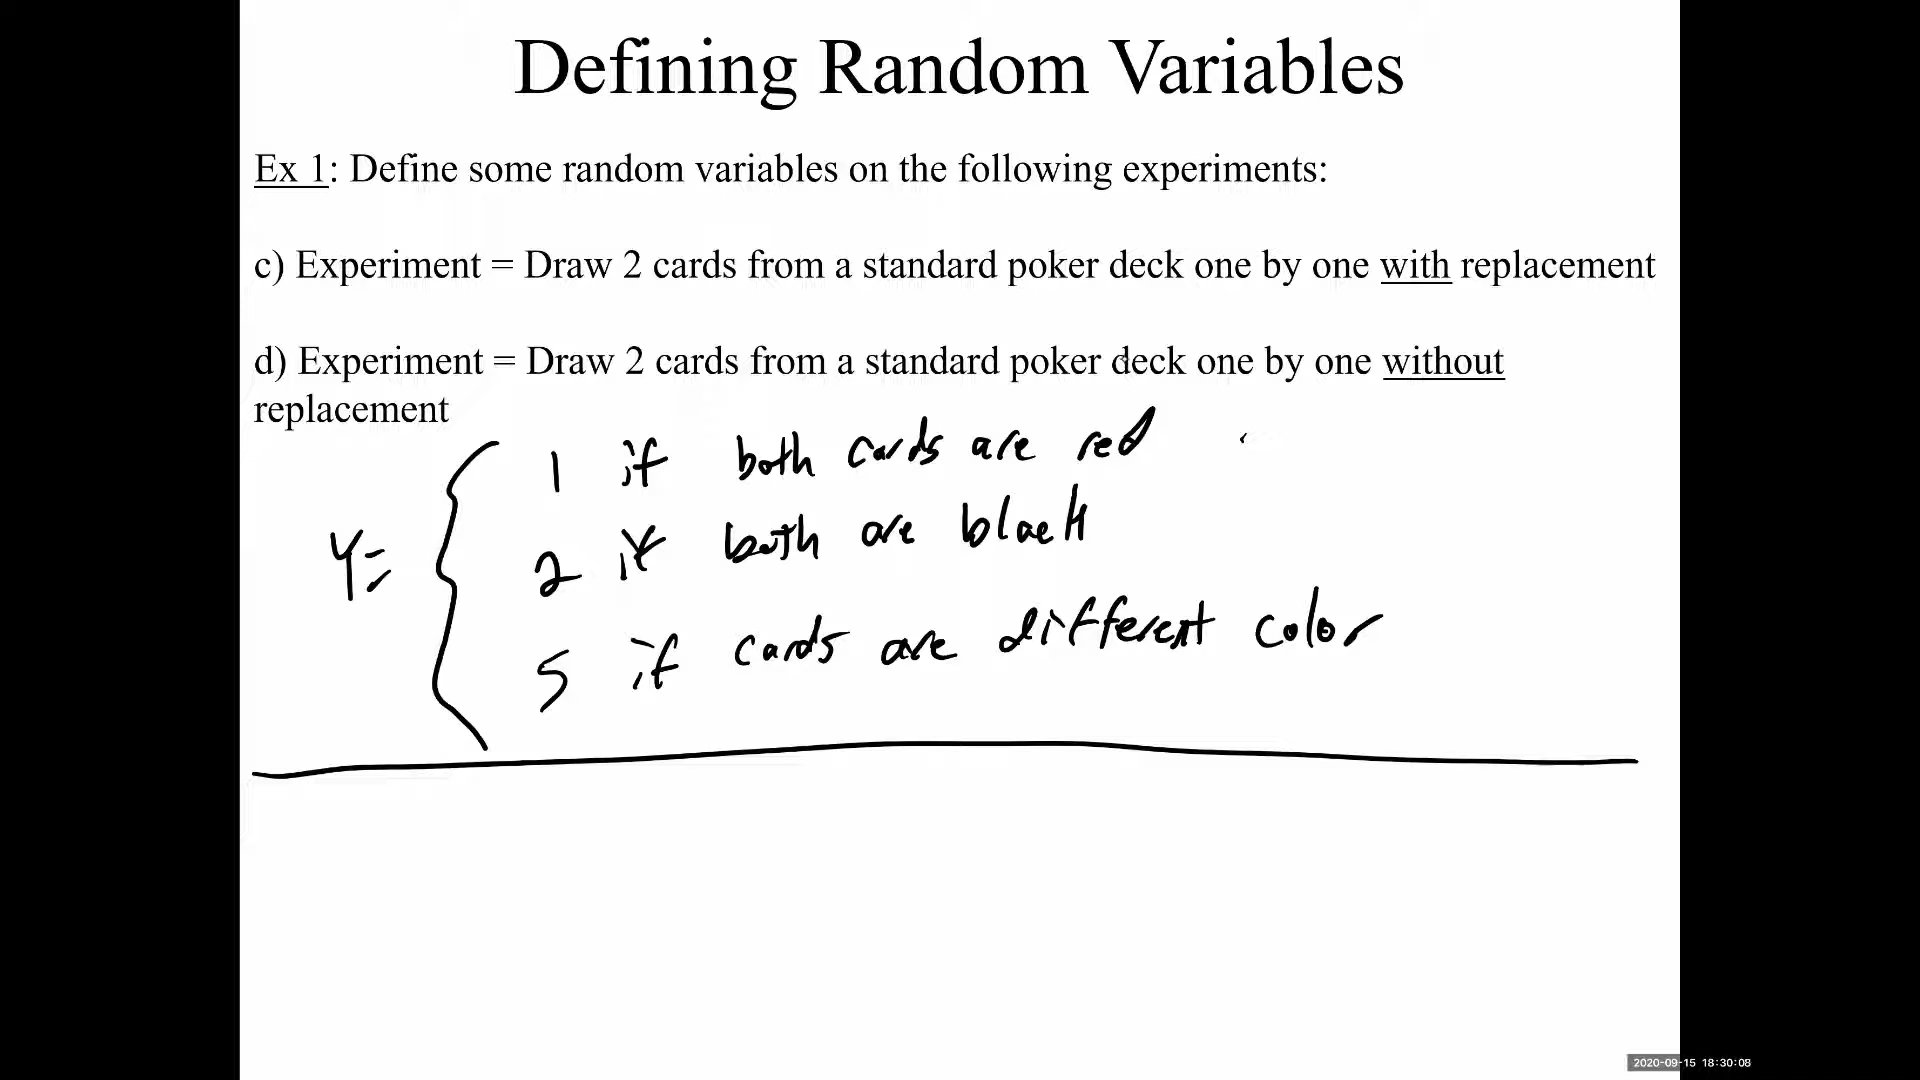 Defining Random Variables
Ex 1: Define some random variables on the following experiments:
c) Experiment = Draw 2 cards from a standard poker deck one by one with replacement
d) Experiment = Draw 2 cards from a standard poker deck one by one without
replacement
1 if both cards are red
2 if both are black
Y=
5 if cards are different color
2020-09-15 18:30:08